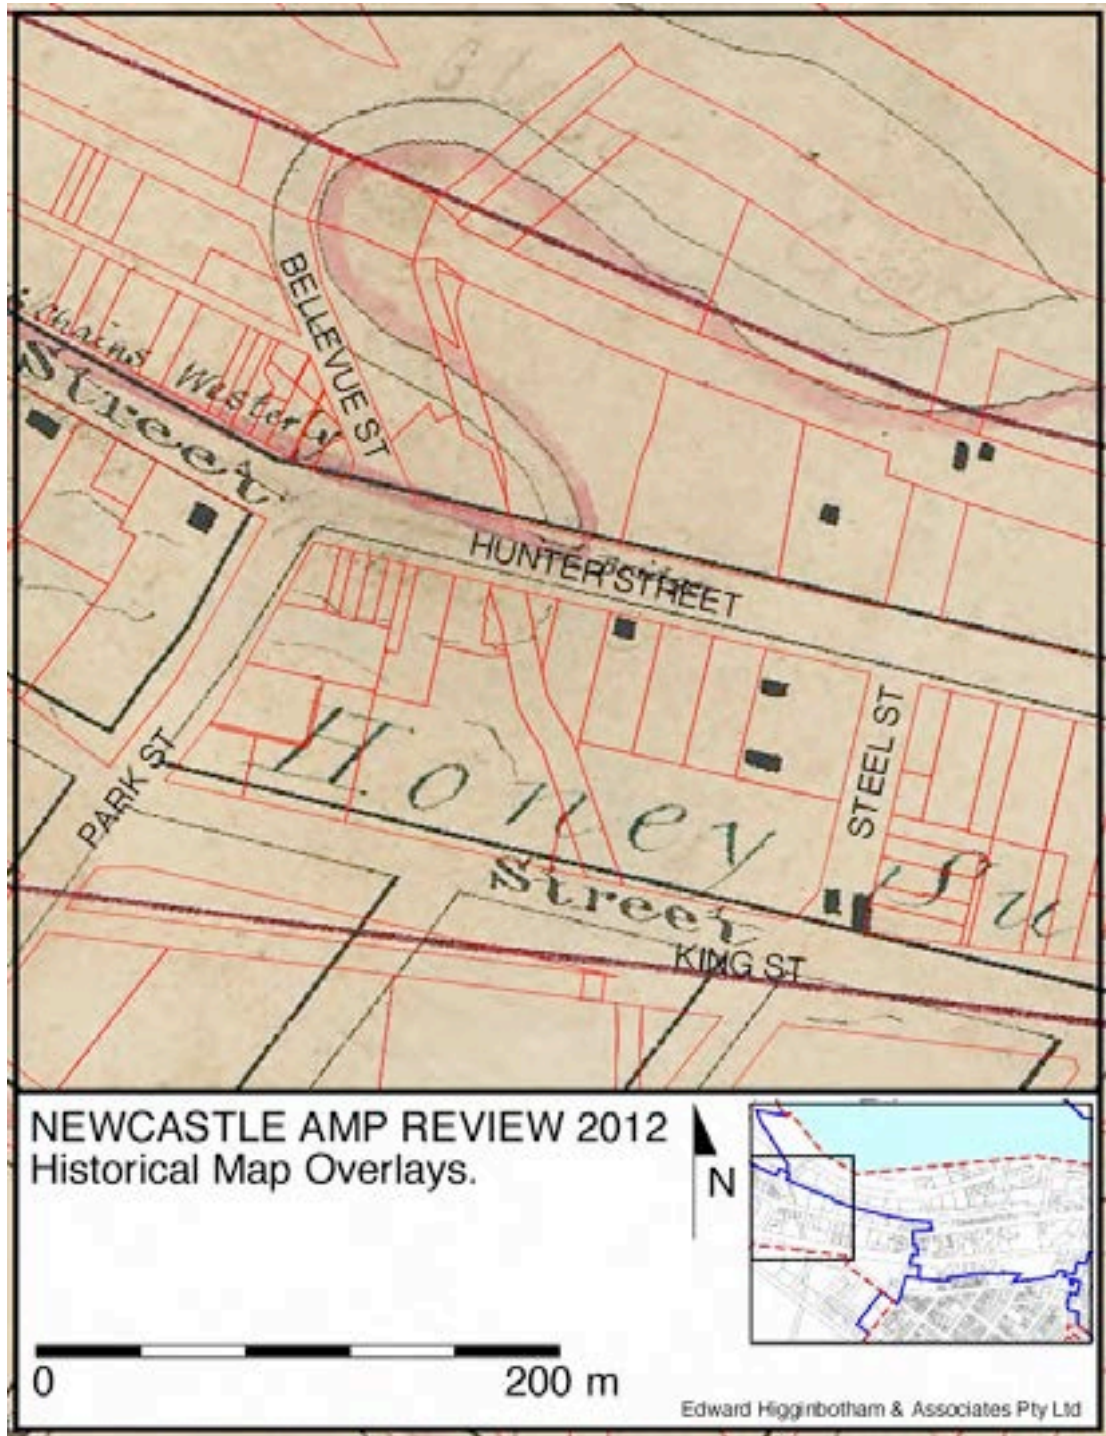 BELLEVUE ST
chains Westerly
Street
HUNTER STREET
STEEL ST
PARK ST
Honey Su
Street
KING ST
NEWCASTLE AMP REVIEW 2012
Historical Map Overlays.
N
0
200 m
Edward Higginbotham & Associates Pty Ltd